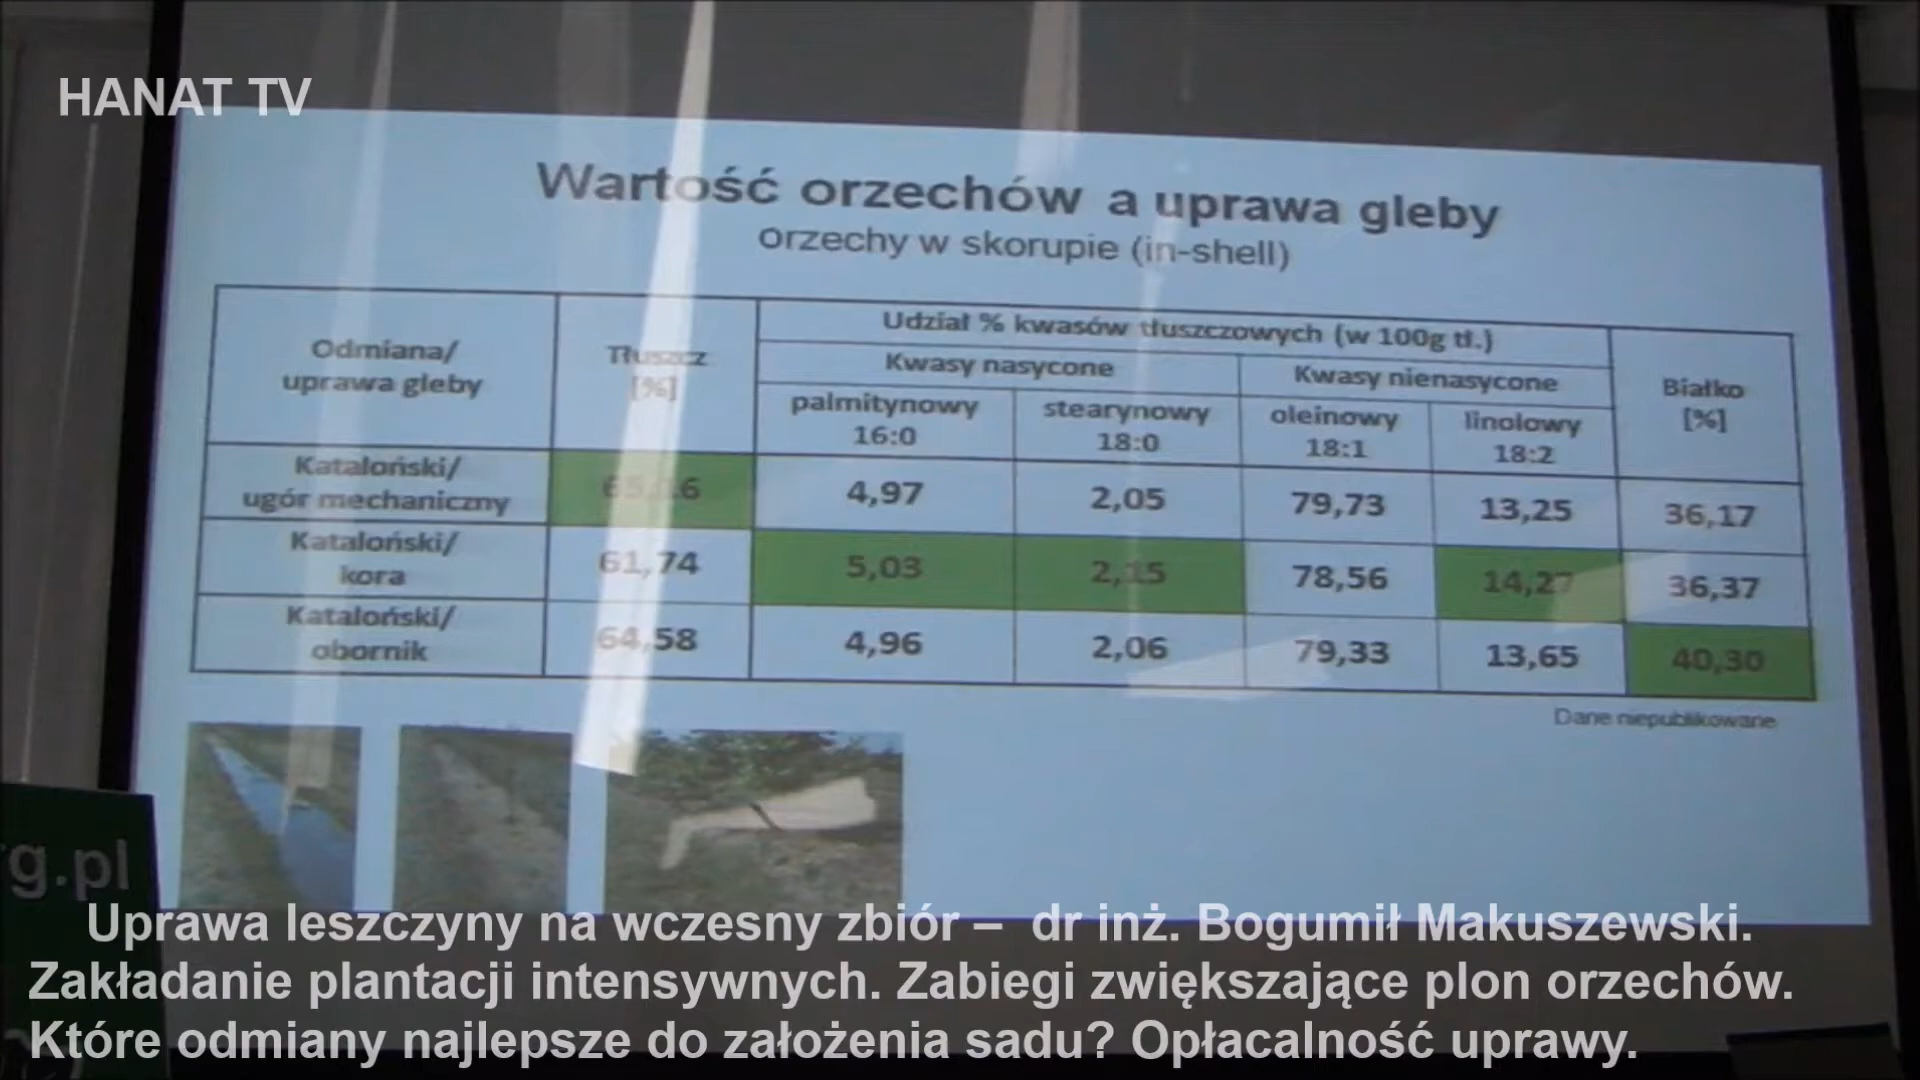 HANAT TV
Wartość orzechów a uprawa gleby
orzechy w skorupie (in-shell)
Odmiana/
uprawa gleby
Tłuszcz
[%]
Udział % kwasów tłuszczowych (w 100g tł.)
Kwasy nasycone
Kwasy nienasycone
palmitynowy
16:0
stearynowy
18:0
oleinowy
18:1
linolowy
18:2
Białko
[%]
Kataloński/
ugór mechaniczny
4,97
2,05
79,73
13,25
36,17
Kataloński/
kora
61,74
5,03
2,15
78,56
14,27
36,37
Kataloński/
obornik
64,58
4,96
2,06
79,33
13,65
40,30
Dane niepublikowane
g.pl
Uprawa leszczyny na wczesny zbiór – dr inż. Bogumił Makuszewski.
Zakładanie plantacji intensywnych. Zabiegi zwiększające plon orzechów.
Które odmiany najlepsze do założenia sadu? Opłacalność uprawy.